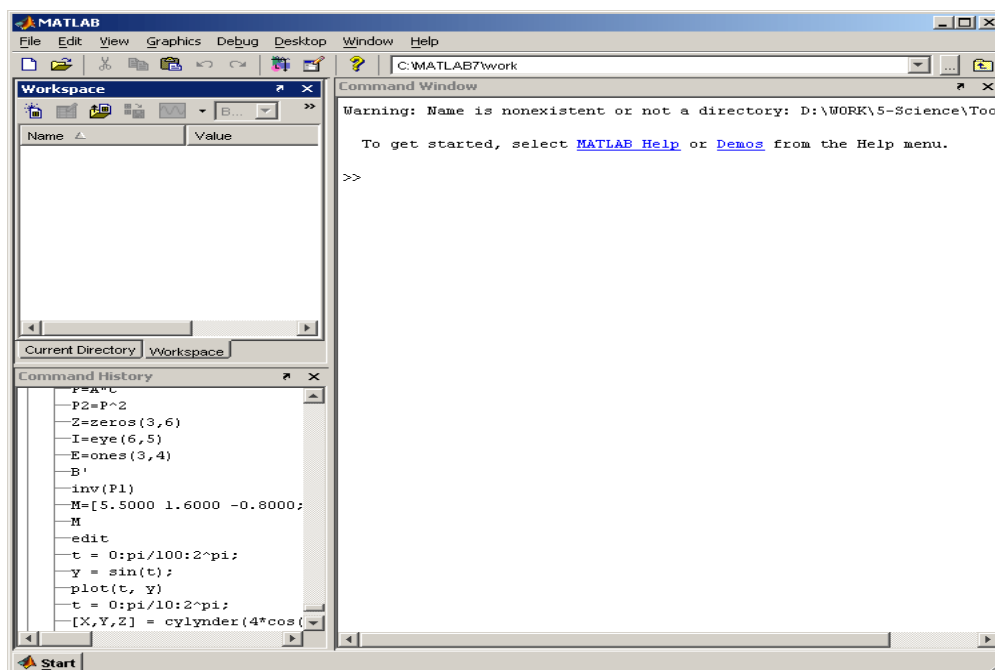 MATLAB
File Edit View Graphics Debug Desktop Window Help
C:\MATLAB7\work ...
Workspace
B... »
Name Value
Current Directory Workspace
Command History
P=A*C
P2=P^2
Z=zeros(3,6)
I=eye(6,5)
E=ones(3,4)
B'
inv(P1)
M=[5.5000 1.6000 -0.8000;
M
edit
t = 0:pi/100:2^pi;
y = sin(t);
plot(t, y)
t = 0:pi/10:2^pi;
[X,Y,Z] = cylynder(4*cos(
Command Window
Warning: Name is nonexistent or not a directory: D:\WORK\5-Science\Too
To get started, select MATLAB Help or Demos from the Help menu.
>>
Start